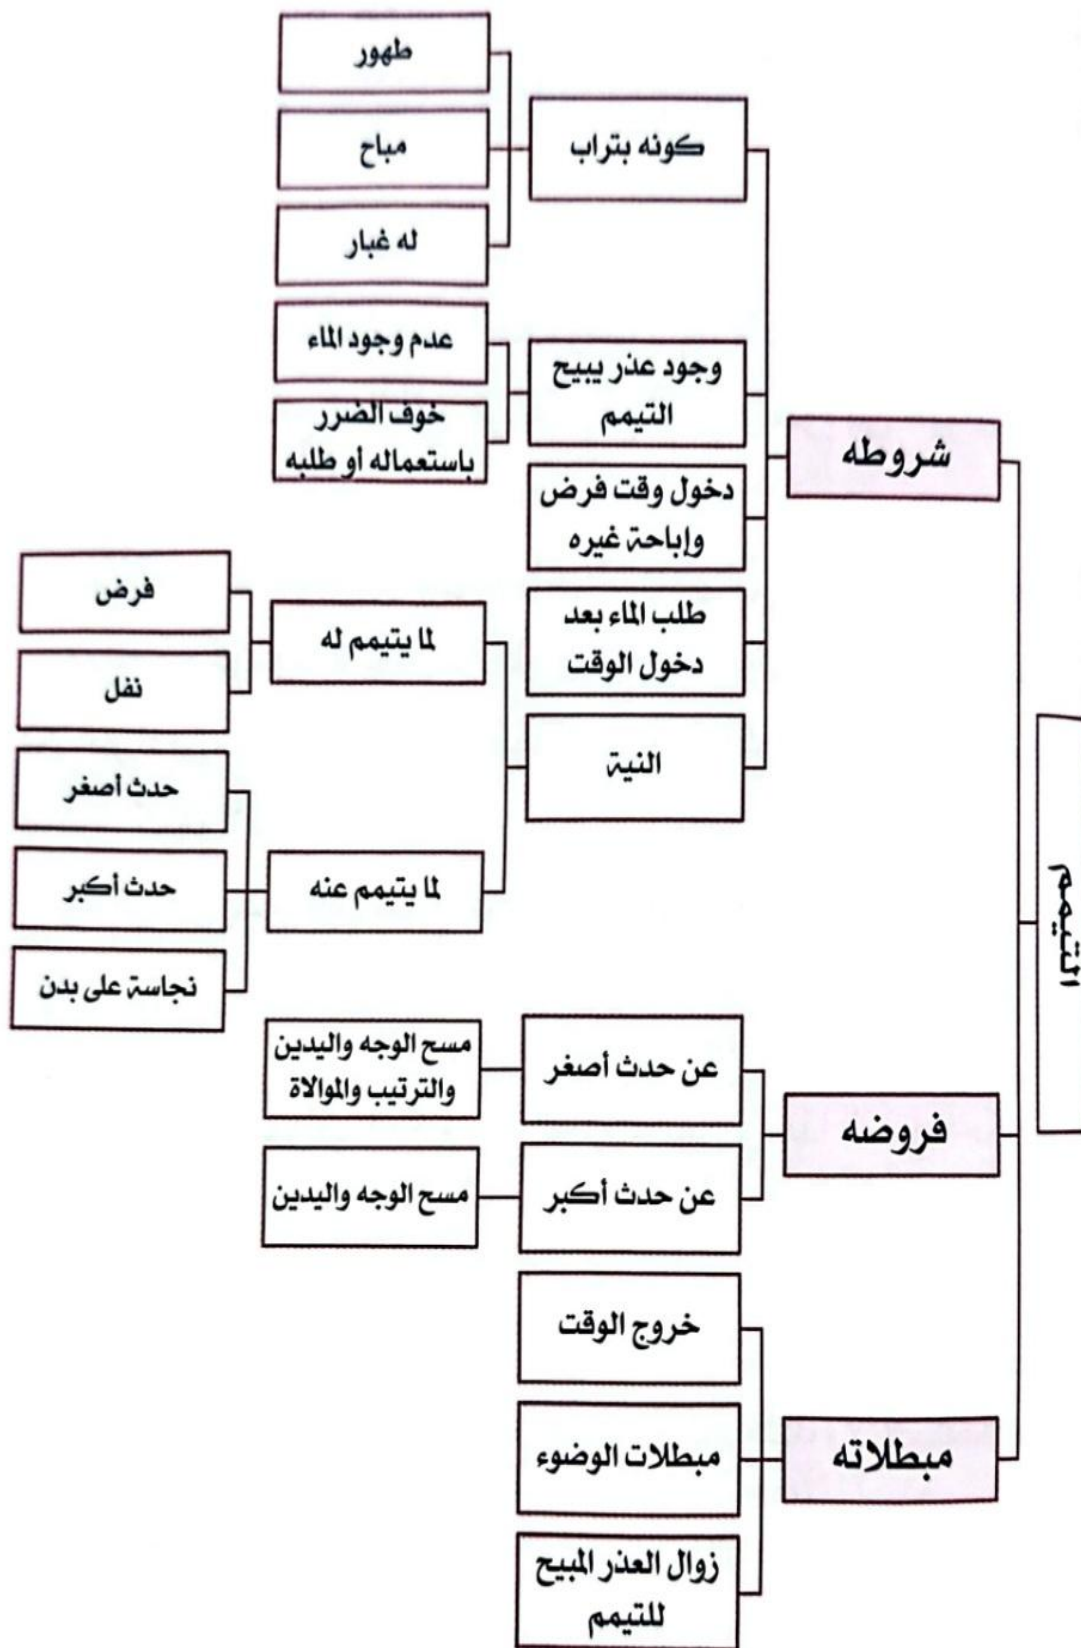 التيمم
شروطه
كونه بتراب
طهور
مباح
له غبار
وجود عذر يبيح
التيمم
عدم وجود الماء
خوف الضرر
باستعماله أو طلبه
دخول وقت فرض
وإباحة غيره
طلب الماء بعد
دخول الوقت
النية
لما يتيمم له
فرض
نفل
لما يتيمم عنه
حدث أصغر
حدث أكبر
نجاسة على بدن
فروضه
عن حدث أصغر
مسح الوجه واليدين
والترتيب والموالاة
عن حدث أكبر
مسح الوجه واليدين
مبطلاته
خروج الوقت
مبطلات الوضوء
زوال العذر المبيح
للتيمم